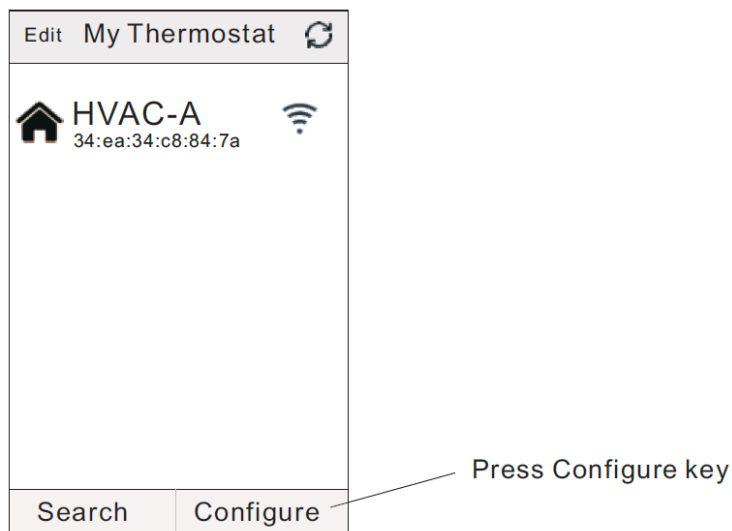 Edit My Thermostat
HVAC-A
34:ea:34:c8:84:7a
Press Configure key
Search Configure